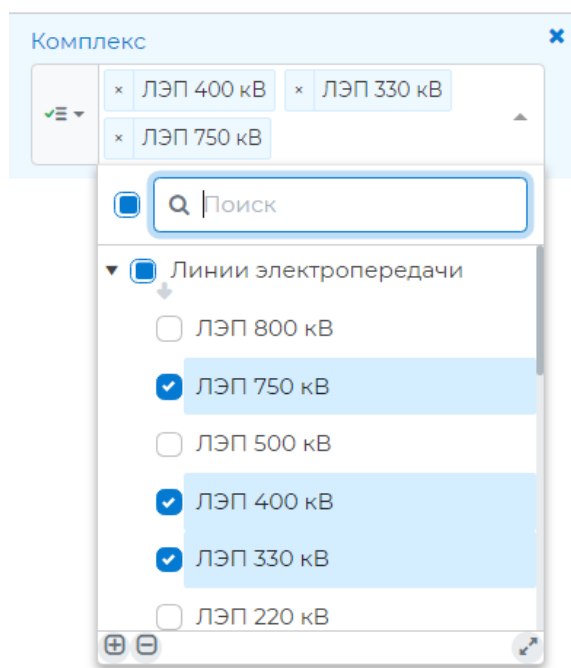 Комплекс
× ЛЭП 400 кВ × ЛЭП 330 кВ
× ЛЭП 750 кВ
Поиск
Линии электропередачи
ЛЭП 800 кВ
ЛЭП 750 кВ
ЛЭП 500 кВ
ЛЭП 400 кВ
ЛЭП 330 кВ
ЛЭП 220 кВ